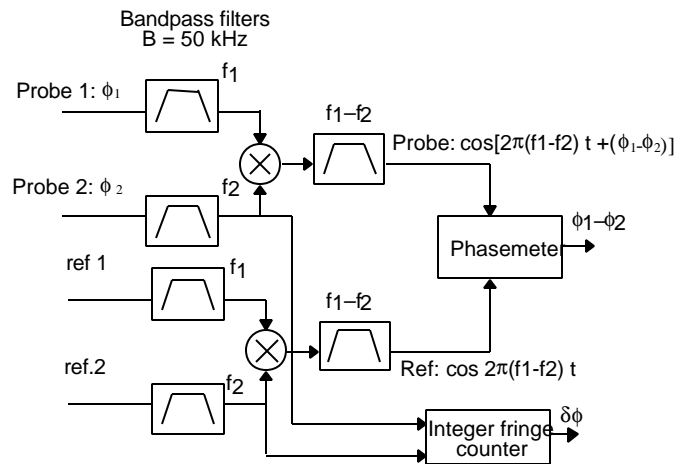 Bandpass filters
B = 50 kHz
f1
Probe 1: ϕ1
f1–f2
Probe: cos[2π(f1-f2) t +(ϕ1-ϕ2)]
Probe 2: ϕ 2
f2
ϕ1–ϕ2
Phasemeter
ref 1
f1
f1–f2
ref.2
f2
Ref: cos 2π(f1-f2) t
δϕ
Integer fringe
counter